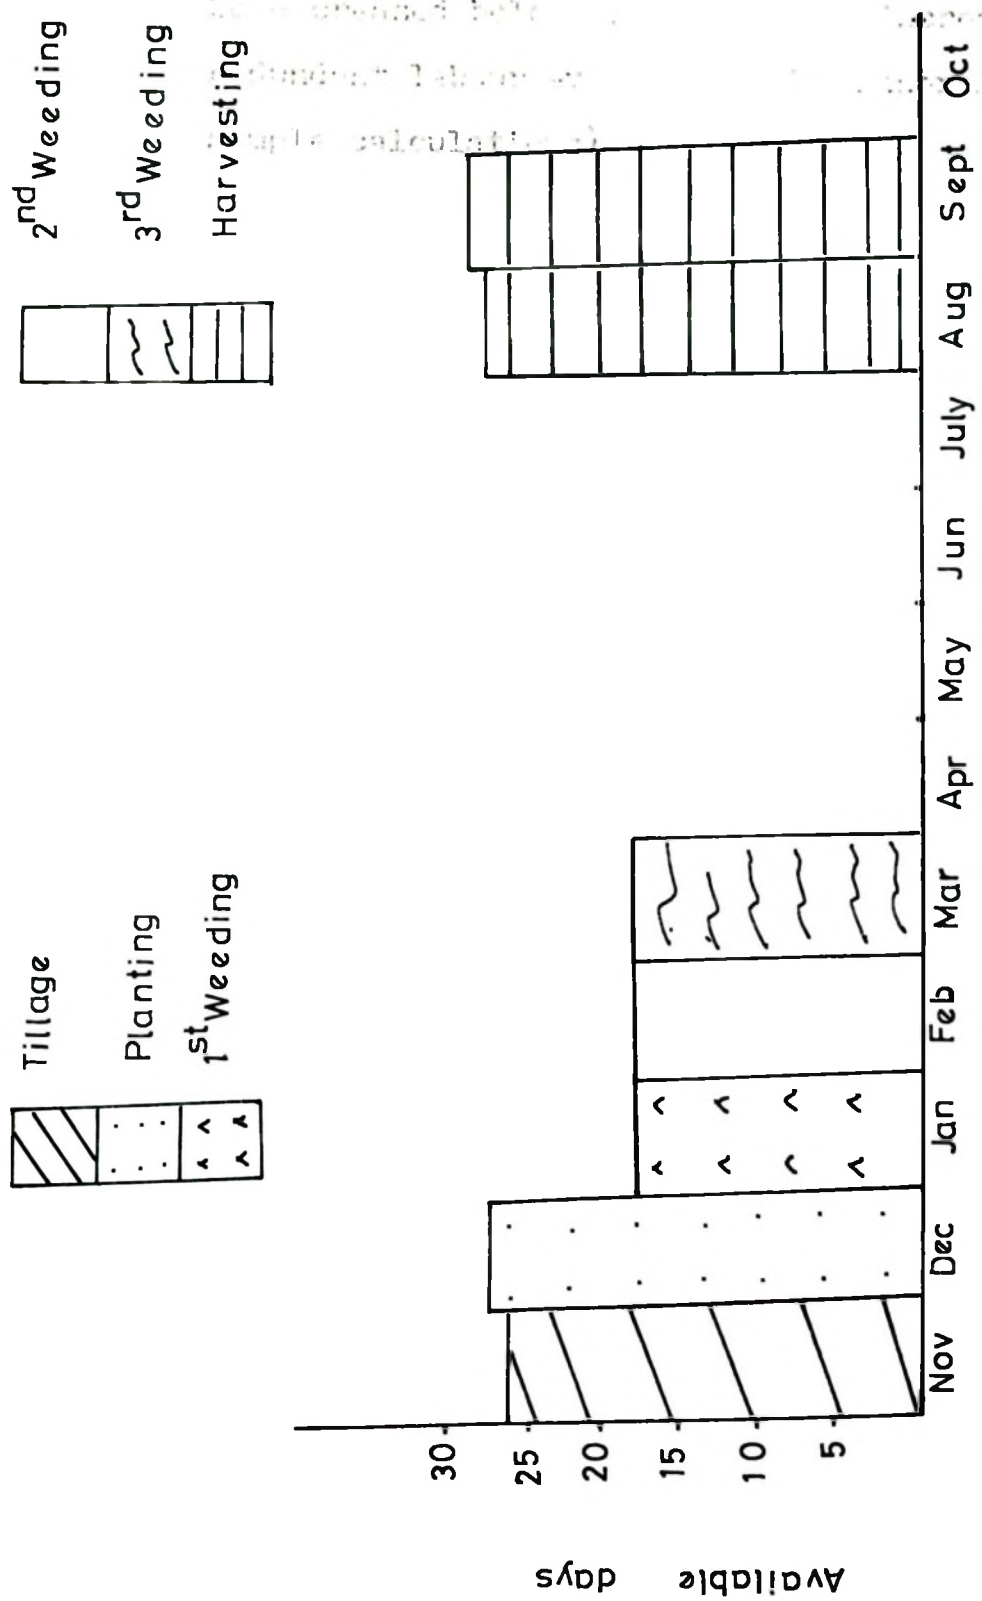 Tillage
Planting
1st Weeding
2nd Weeding
3rd Weeding
Harvesting
Available days
30
25
20
15
10
5
Nov Dec Jan Feb Mar Apr May Jun July Aug Sept Oct